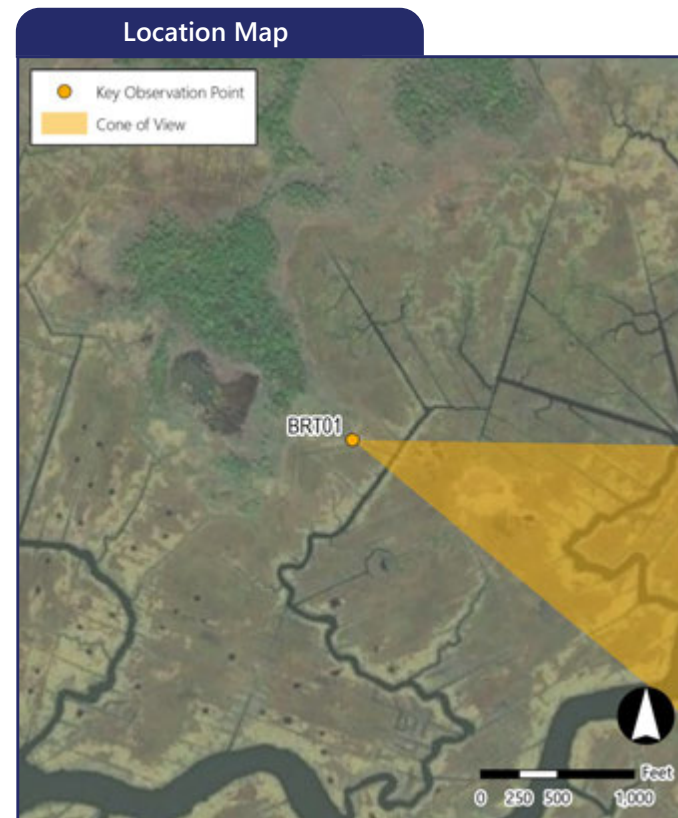 Location Map
Key Observation Point
Cone of View
BRT01
Feet
0 250 500 1,000